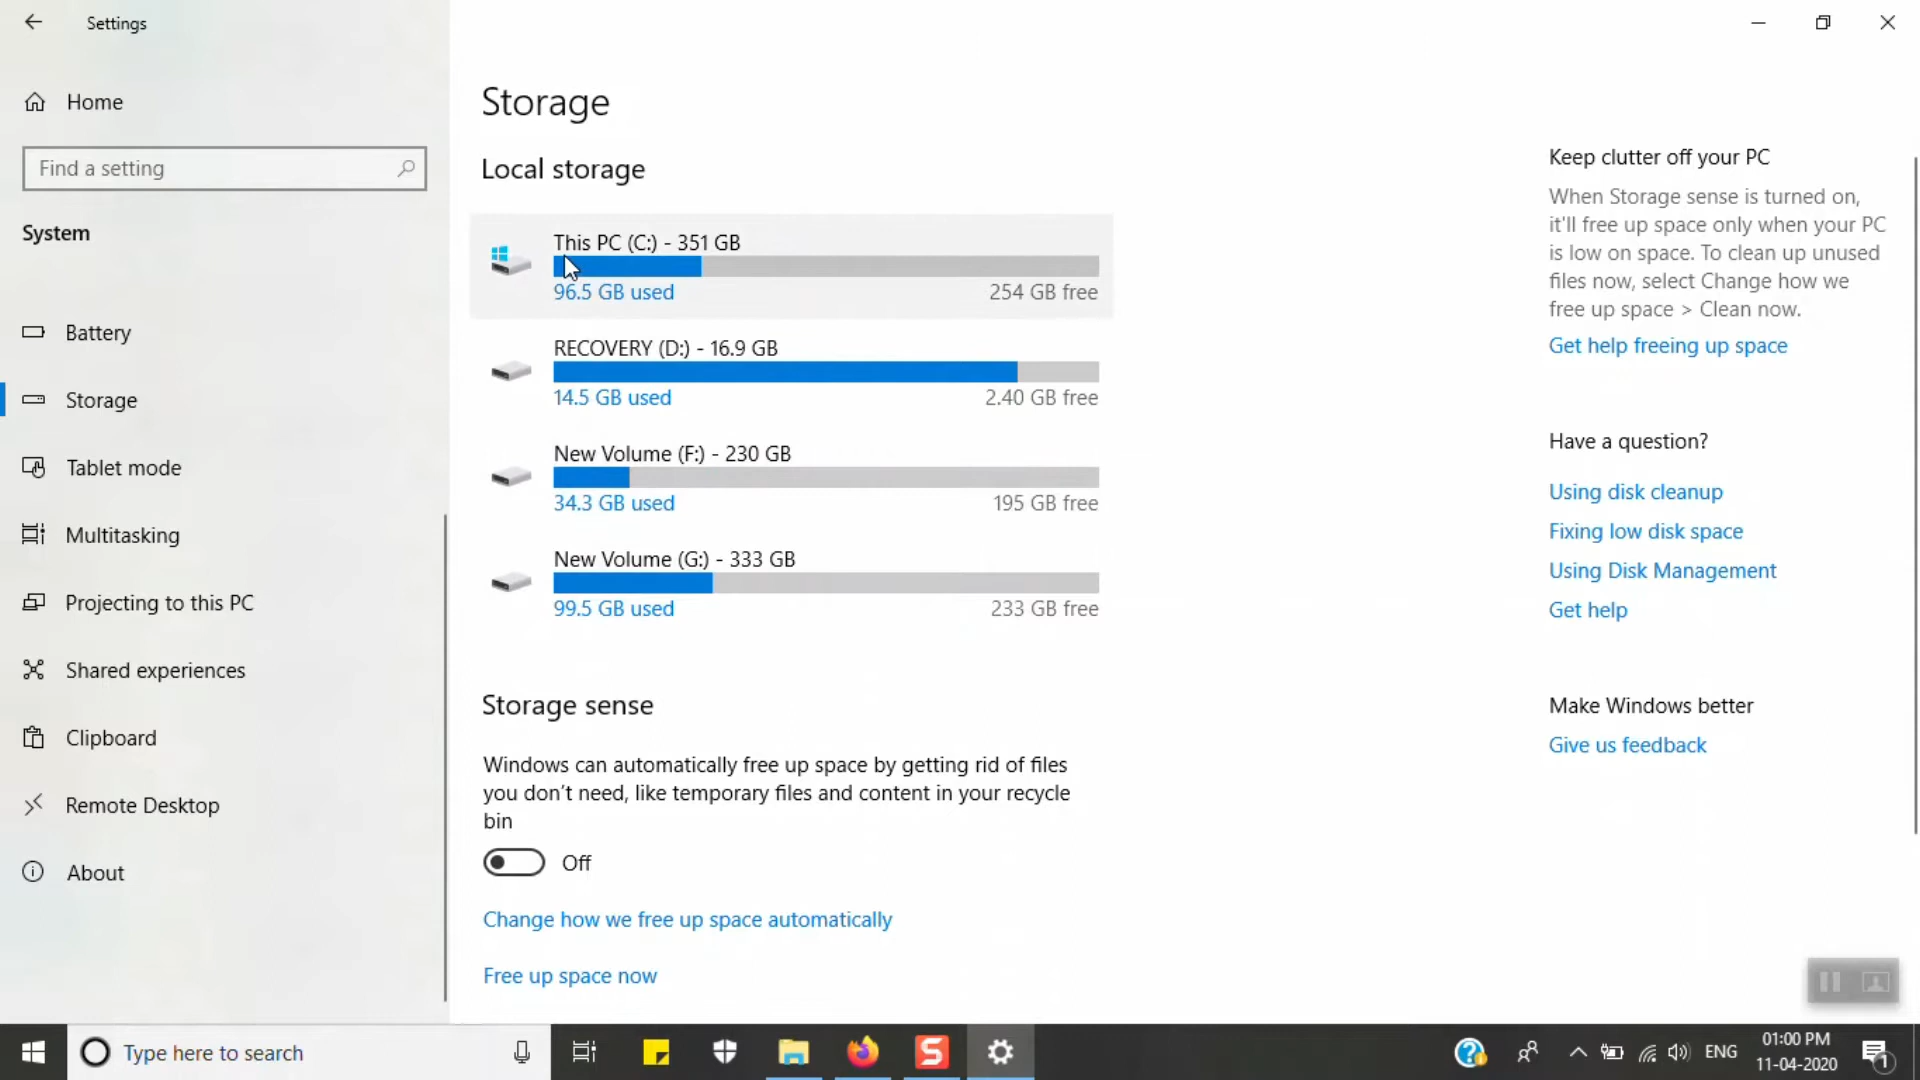 Settings
Home
Find a setting
System
Battery
Storage
Tablet mode
Multitasking
Projecting to this PC
Shared experiences
Clipboard
Remote Desktop
About
Storage
Local storage
This PC (C:) - 351 GB
96.5 GB used
254 GB free
RECOVERY (D:) - 16.9 GB
14.5 GB used
2.40 GB free
New Volume (F:) - 230 GB
34.3 GB used
195 GB free
New Volume (G:) - 333 GB
99.5 GB used
233 GB free
Storage sense
Windows can automatically free up space by getting rid of files
you don't need, like temporary files and content in your recycle
bin
Off
Change how we free up space automatically
Free up space now
Keep clutter off your PC
When Storage sense is turned on,
it'll free up space only when your PC
is low on space. To clean up unused
files now, select Change how we
free up space > Clean now.
Get help freeing up space
Have a question?
Using disk cleanup
Fixing low disk space
Using Disk Management
Get help
Make Windows better
Give us feedback
Type here to search
S
ENG
01:00 PM
11-04-2020
1